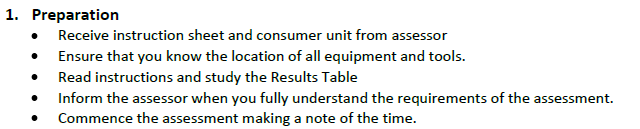 1. Preparation
• Receive instruction sheet and consumer unit from assessor
• Ensure that you know the location of all equipment and tools.
• Read instructions and study the Results Table
• Inform the assessor when you fully understand the requirements of the assessment.
• Commence the assessment making a note of the time.